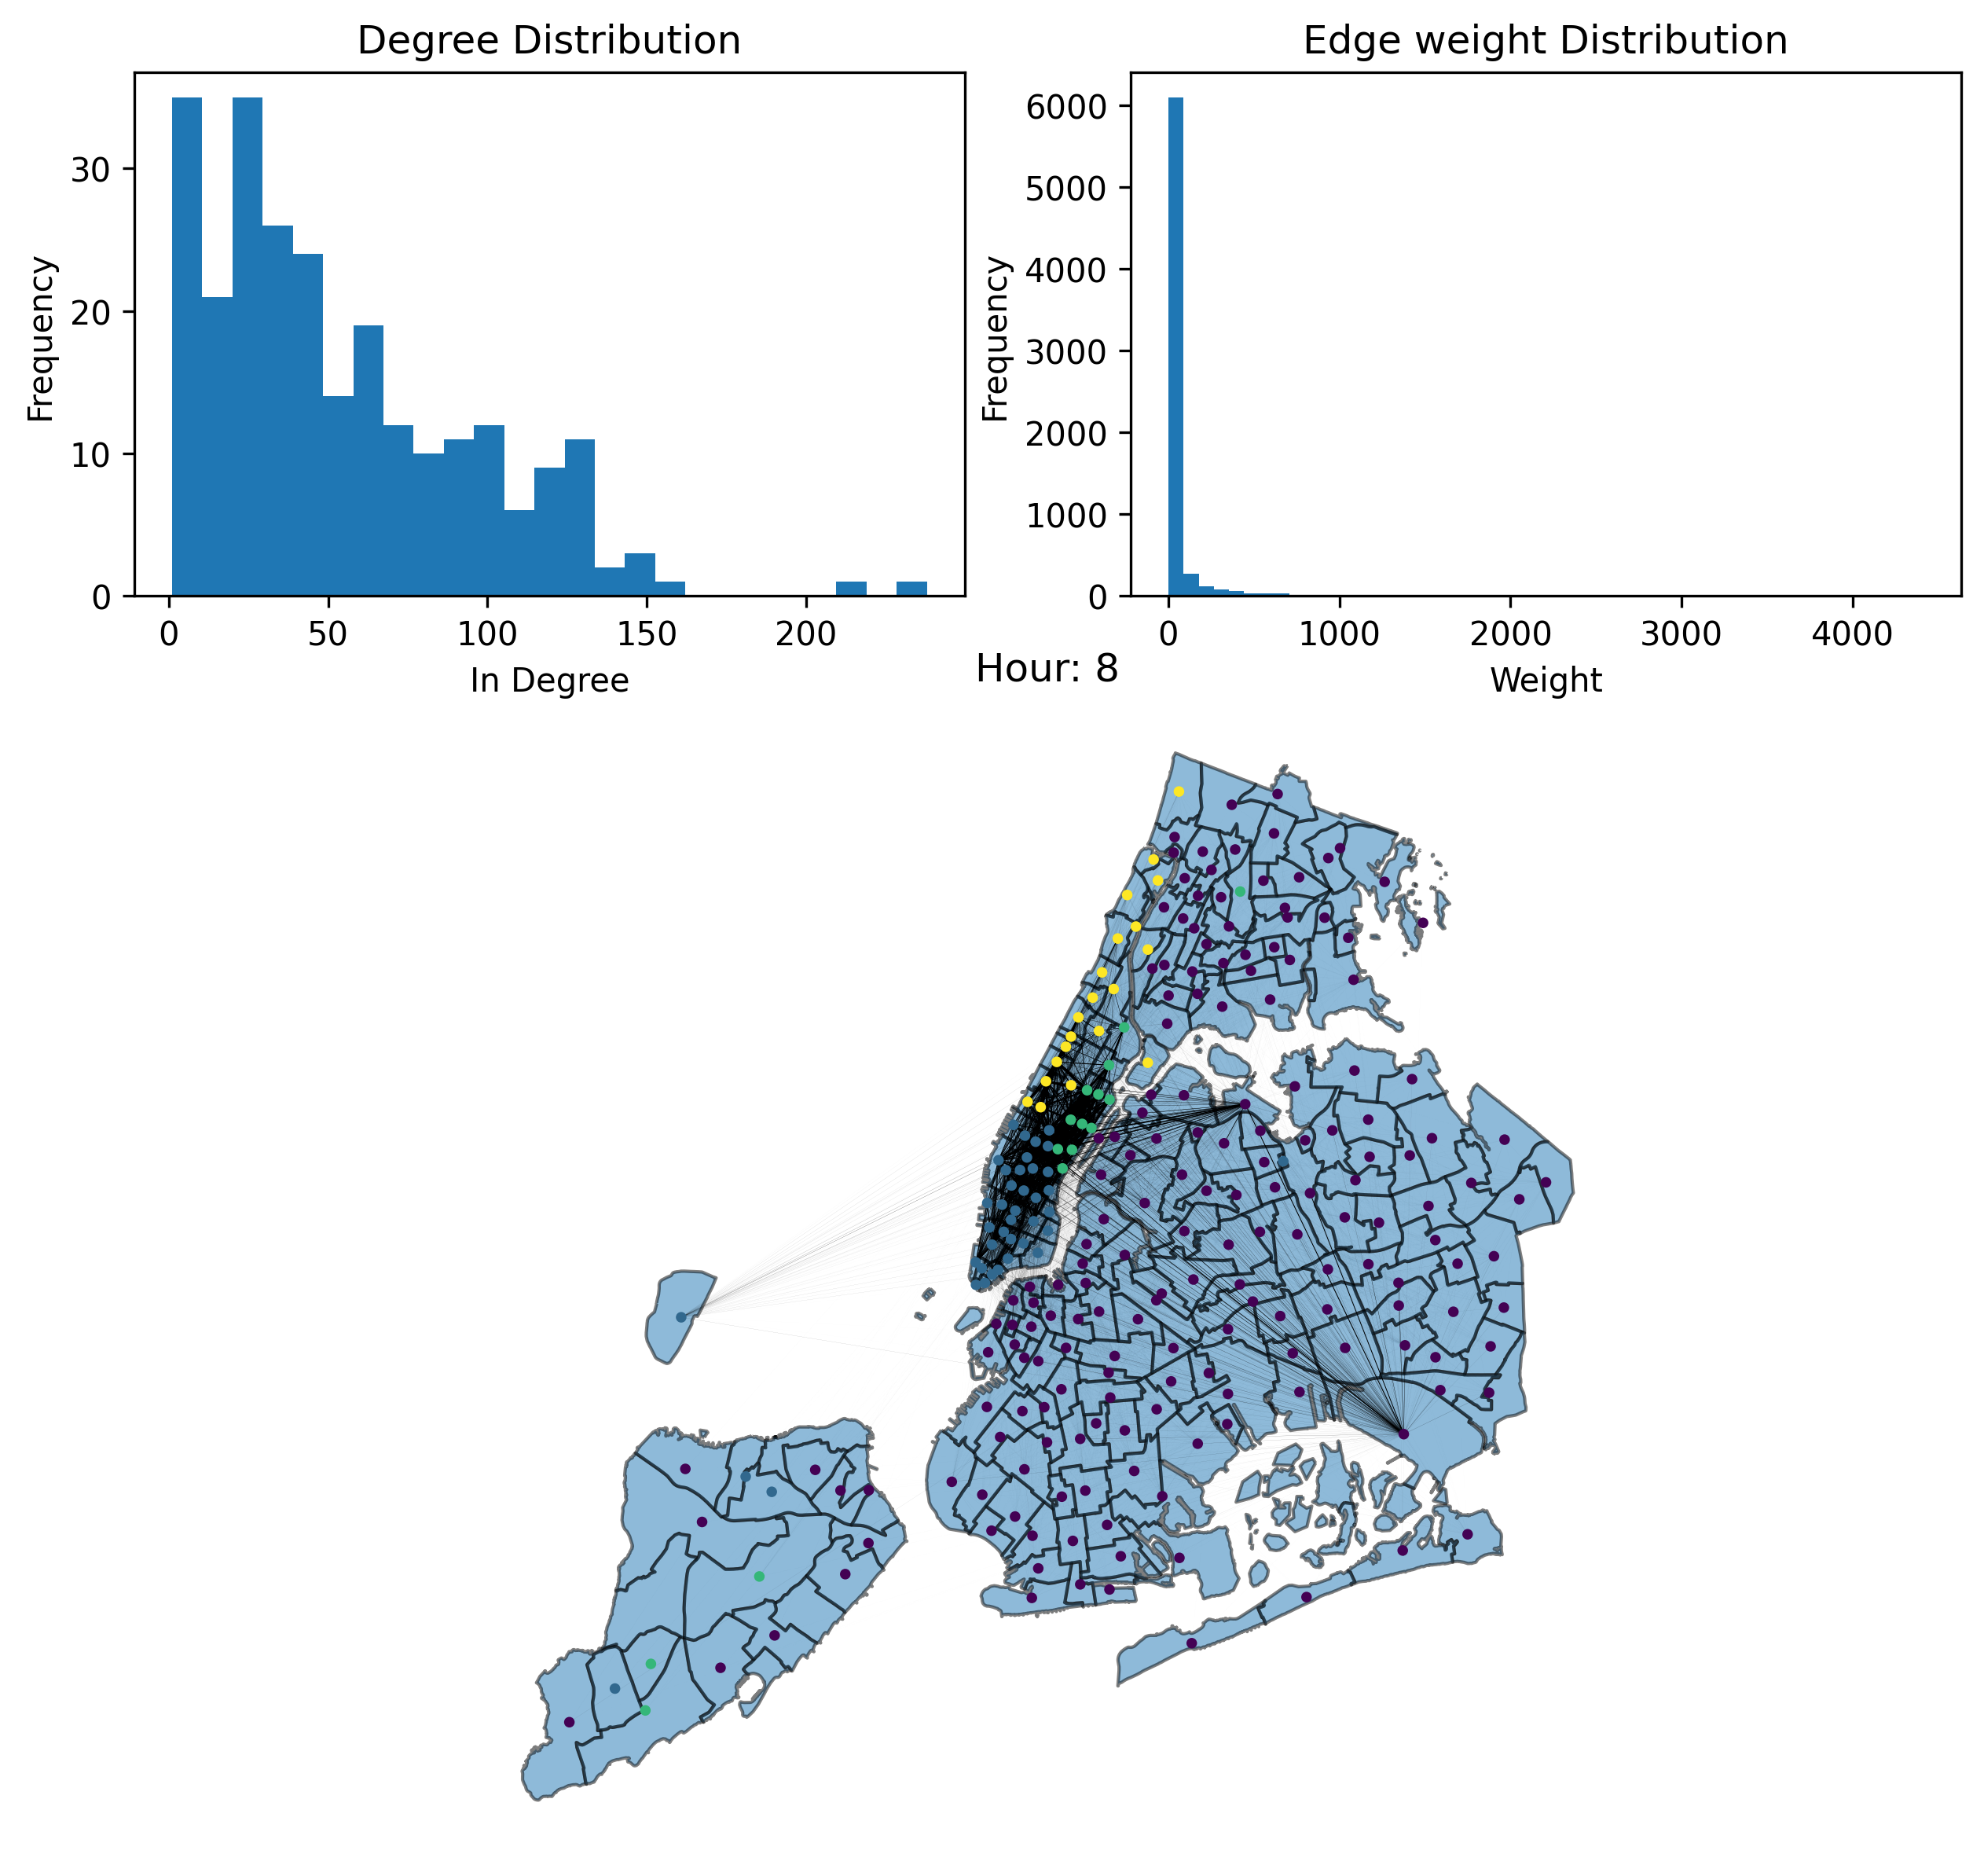 Degree Distribution
Edge weight Distribution
Frequency
30
20
10
0
0 50 100 150 200
In Degree
Frequency
6000
5000
4000
3000
2000
1000
0
0 1000 2000 3000 4000
Weight
Hour: 8